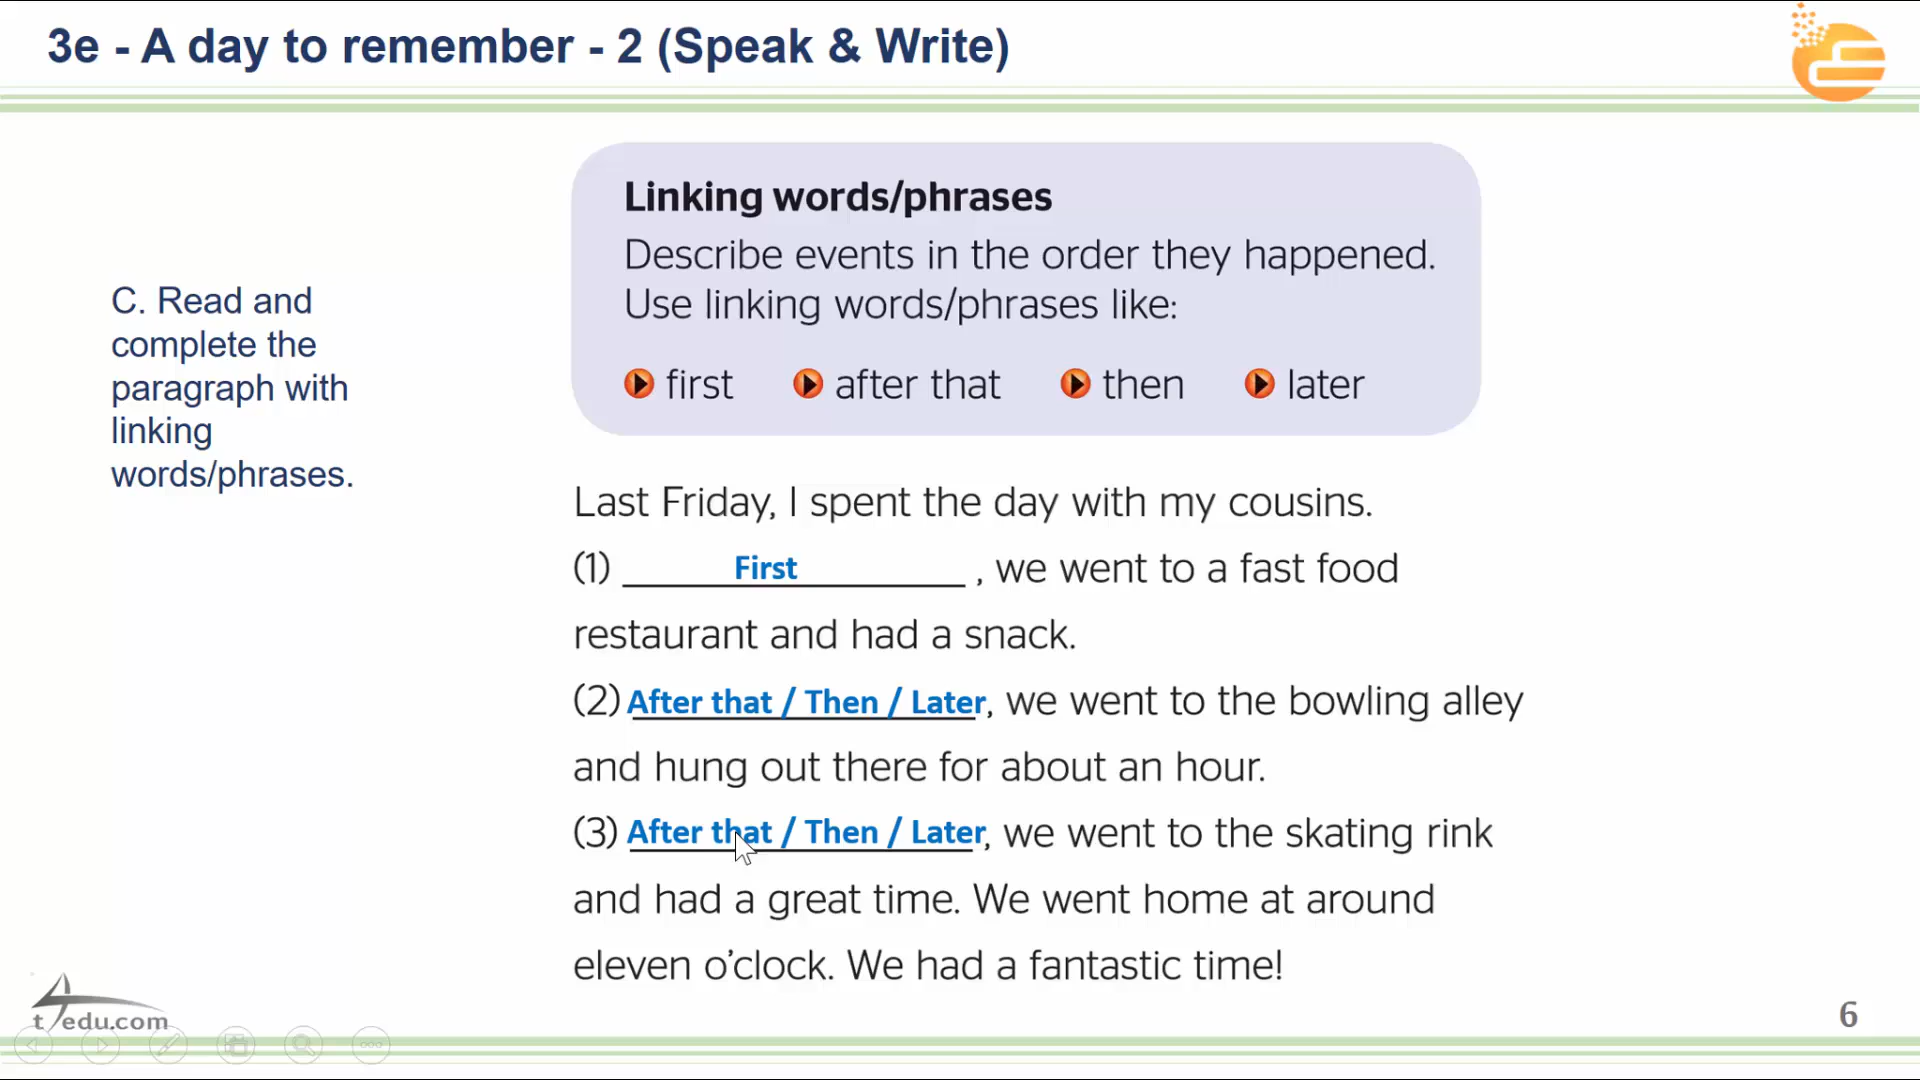 3e - A day to remember - 2 (Speak & Write)
Linking words/phrases
Describe events in the order they happened.
Use linking words/phrases like:
first after that then later
C. Read and
complete the
paragraph with
linking
words/phrases.
Last Friday, I spent the day with my cousins.
(1) First , we went to a fast food
restaurant and had a snack.
(2) After that / Then / Later, we went to the bowling alley
and hung out there for about an hour.
(3) After that / Then / Later, we went to the skating rink
and had a great time. We went home at around
eleven o’clock. We had a fantastic time!
t4edu.com
6